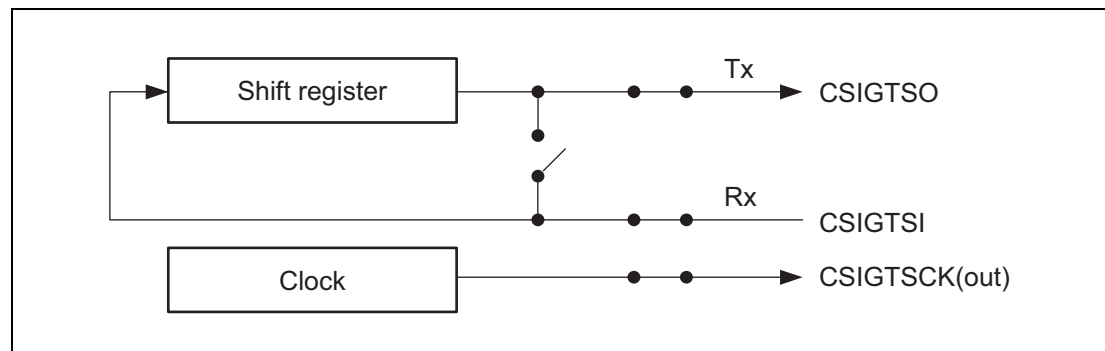 Shift register
Tx
CSIGTSO
Rx
CSIGTSI
Clock
CSIGTSCK(out)